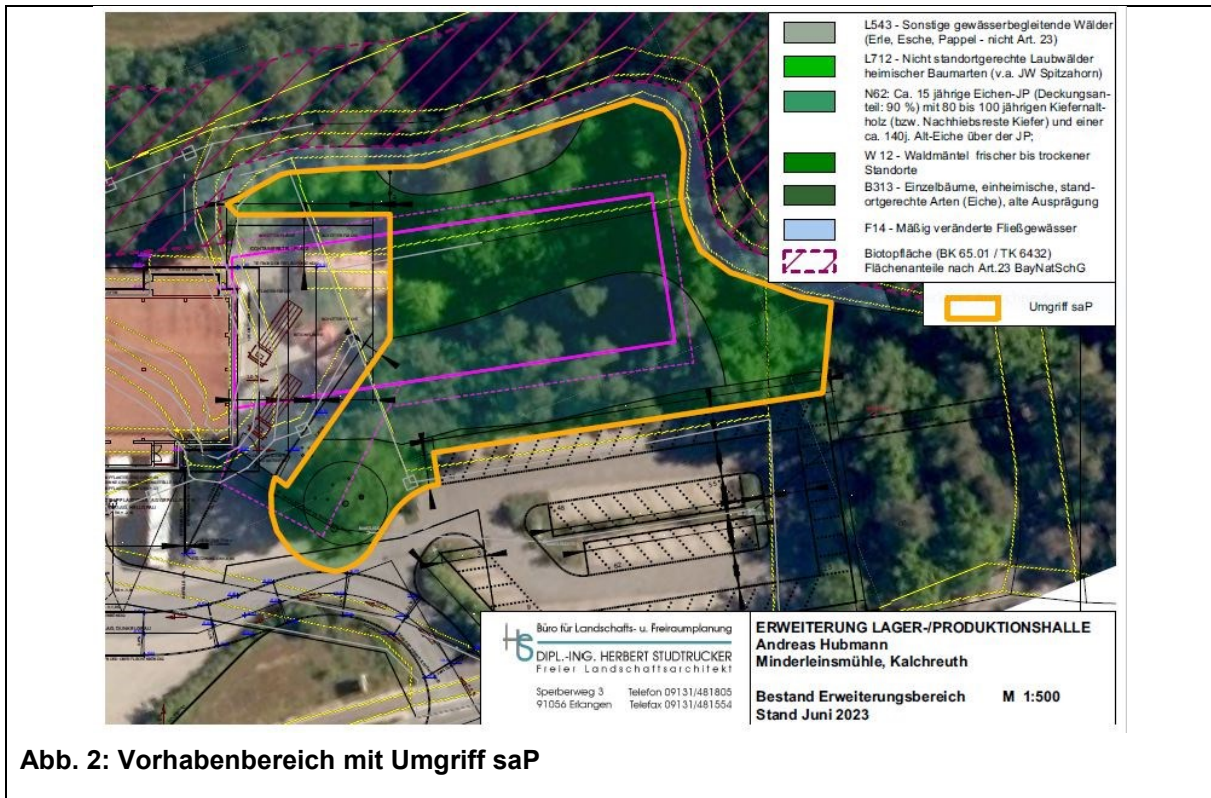 L543 - Sonstige gewässerbegleitende Wälder
(Erle, Esche, Pappel - nicht Art. 23)
L712 - Nicht standortgerechte Laubwälder
heimischer Baumarten (v.a. JW Spitzahorn)
N62: Ca. 15 jährige Eichen-JP (Deckungsan-
teil: 90 %) mit 80 bis 100 jährigen Kiefernalt-
holz (bzw. Nachhiebsreste Kiefer) und einer
ca. 140j. Alt-Eiche über der JP;
W 12 - Waldmäntel frischer bis trockener
Standorte
B313 - Einzelbäume, einheimische, stand-
ortgerechte Arten (Eiche), alte Ausprägung
F14 - Mäßig veränderte Fließgewässer
Biotopfläche (BK 65.01 / TK 6432)
Flächenanteile nach Art.23 BayNatSchG
Umgriff saP
HS
Büro für Landschafts- u. Freiraumplanung
DIPL.-ING. HERBERT STUDTRUCKER
Freier Landschaftsarchitekt
Sperberweg 3 Telefon 09131/481805
91056 Erlangen Telefax 09131/481554
ERWEITERUNG LAGER-/PRODUKTIONSHALLE
Andreas Hubmann
Minderleinsmühle, Kalchreuth
Bestand Erweiterungsbereich M 1:500
Stand Juni 2023
Abb. 2: Vorhabenbereich mit Umgriff saP